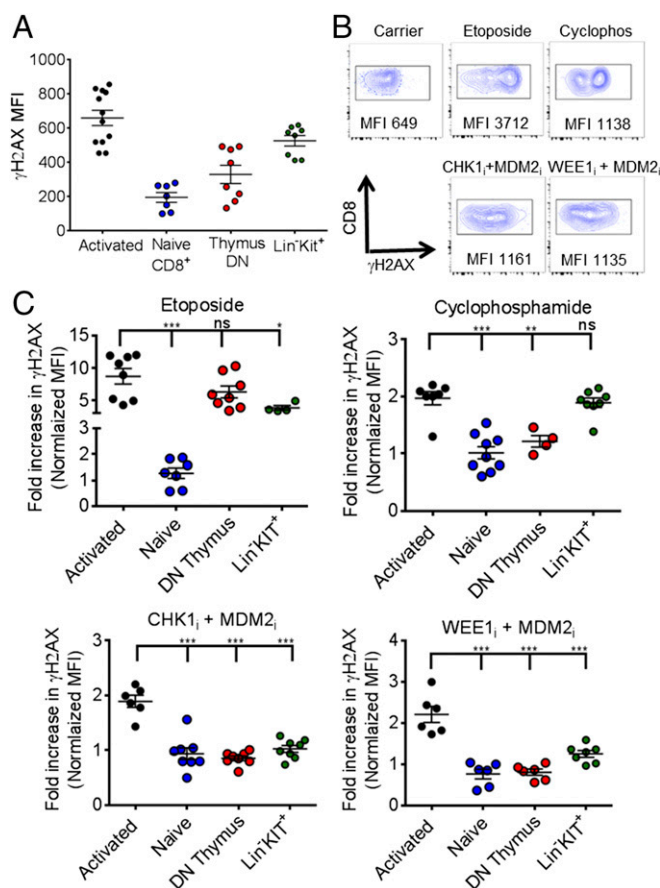 A
γH2AX MFI
1000
800
600
400
200
0
Activated
Naive CD8+
Thymus DN
Lin-Kit+
B
Carrier
Etoposide
Cyclophos
MFI 649
MFI 3712
MFI 1138
CHK1i+MDM2i
WEE1i + MDM2i
MFI 1161
MFI 1135
CD8
γH2AX
C
Etoposide
Fold increase in γH2AX
(Normlaized MFI)
15
10
5
2
1
0
***
ns
*
Activated
Naive
DN Thymus
Lin-KIT+
Cyclophosphamide
Fold increase in γH2AX
(Normlaized MFI)
3
2
1
0
***
**
ns
Activated
Naive
DN Thymus
Lin-KIT+
CHK1i + MDM2i
Fold increase in γH2AX
(Normlaized MFI)
3
2
1
0
***
***
***
Activated
Naive
DN Thymus
Lin-KIT+
WEE1i + MDM2i
Fold increase in γH2AX
(Normlaized MFI)
4
3
2
1
0
***
***
***
Activated
Naive
DN Thymus
Lin-KIT+